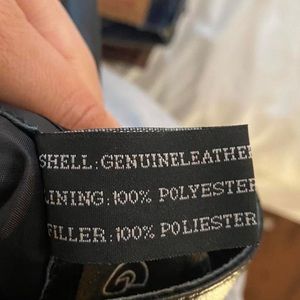 SHELL:GENUINELEATHER
LINING:100% POLYESTER
FILLER:100% POLIESTER